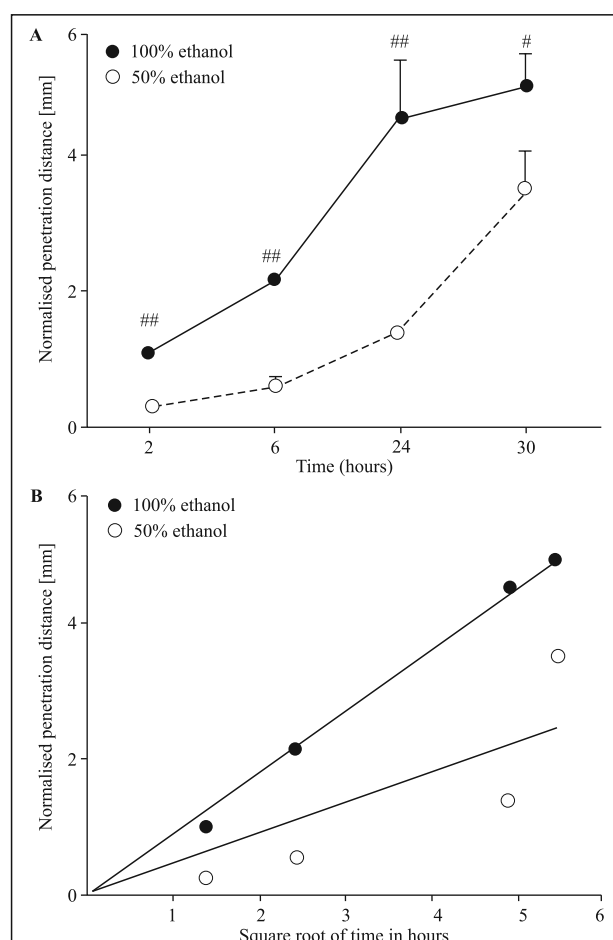 A
6
## #
100% ethanol
50% ethanol
4
##
2
##
0
2 6 24 30
Time (hours)
Normalised penetration distance [mm]
B
6
100% ethanol
50% ethanol
4
2
0
1 2 3 4 5 6
Square root of time in hours
Normalised penetration distance [mm]